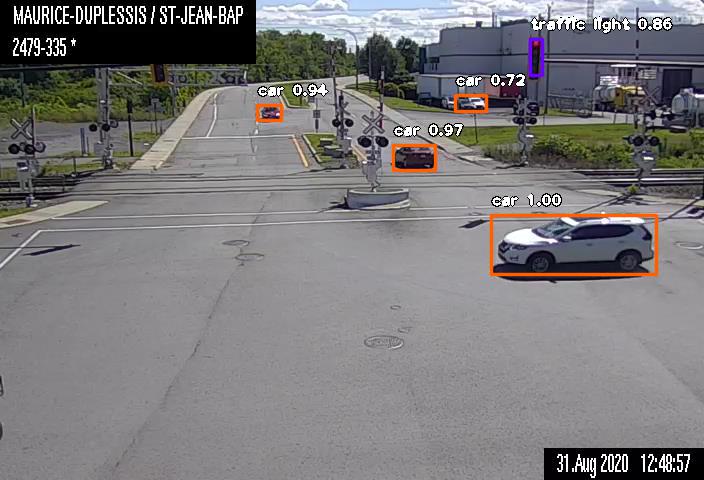 MAURICE-DUPLESSIS / ST-JEAN-BAP
2479-335 *
traffic light 0.86
car 0.72
car 0.94
car 0.97
car 1.00
31.Aug 2020 12:48:57